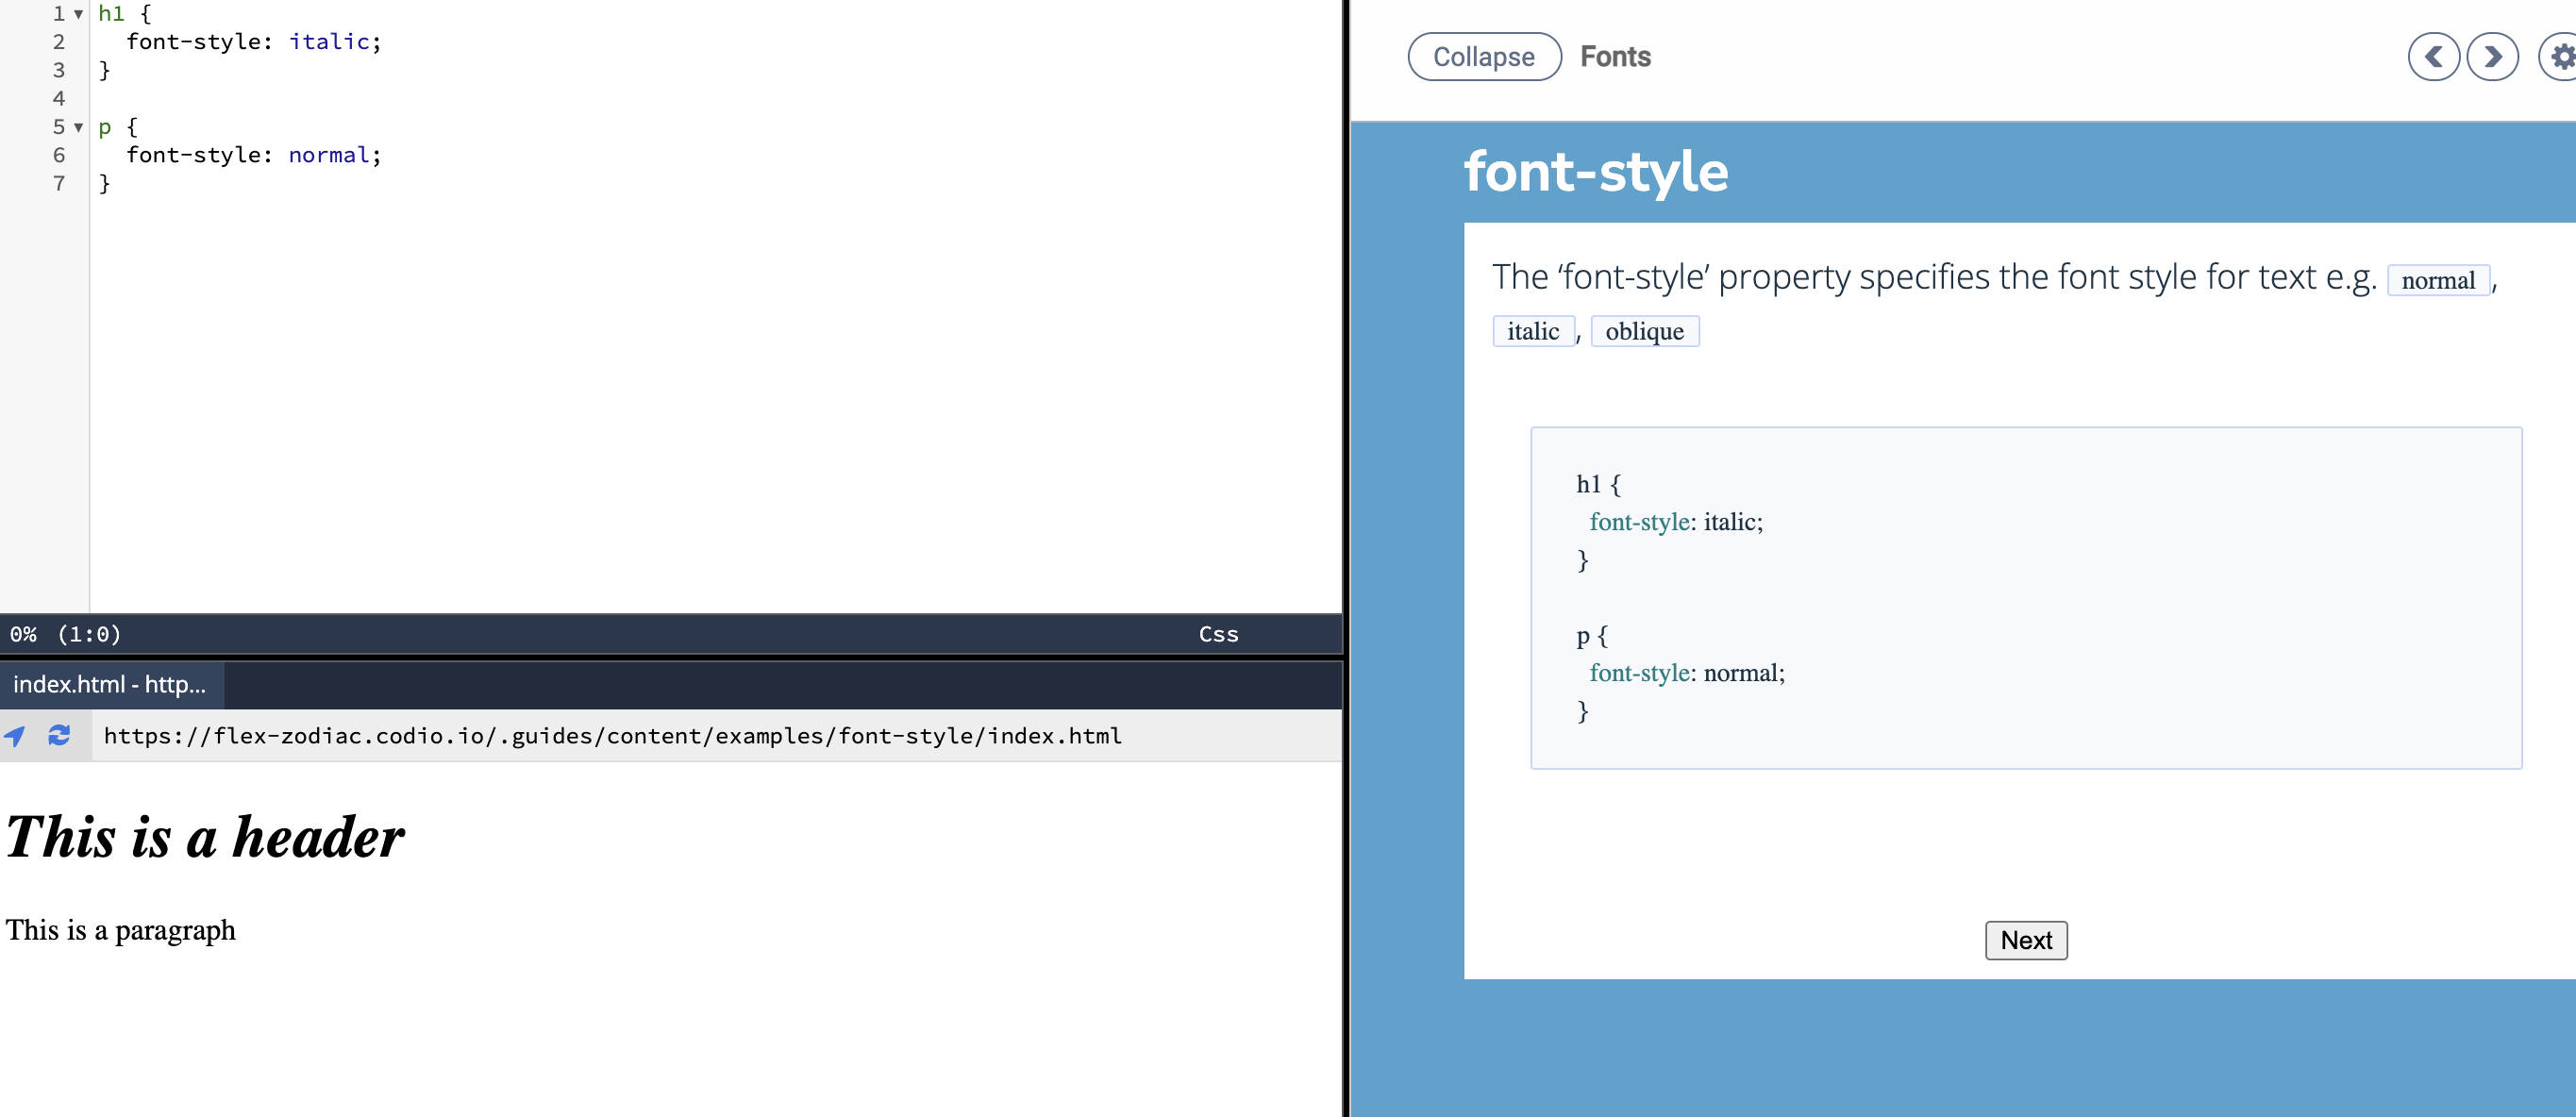 1 h1 {
2 font-style: italic;
3 }
4
5 p {
6 font-style: normal;
7 }
0% (1:0) Css
index.html - http...
https://flex-zodiac.codio.io/.guides/content/examples/font-style/index.html
This is a header
This is a paragraph
Collapse Fonts
font-style
The ‘font-style’ property specifies the font style for text e.g. normal,
italic, oblique
h1 {
font-style: italic;
}
p {
font-style: normal;
}
Next